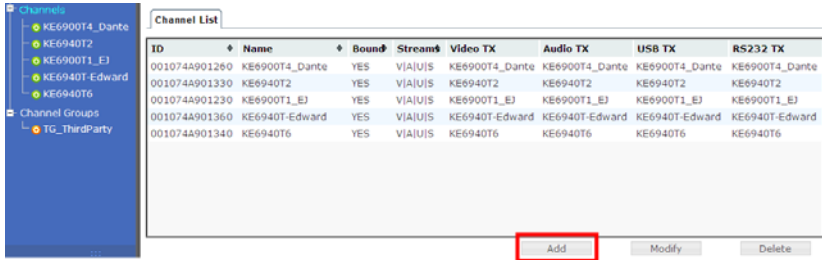 Channels
KE6900T4_Dante
KE6940T2
KE6900T1_EJ
KE6940T-Edward
KE6940T6
Channel Groups
TG_ThirdParty
Channel List
ID Name Bound Streams Video TX Audio TX USB TX RS232 TX
001074A901260 KE6900T4_Dante YES V|A|U|S KE6900T4_Dante KE6900T4_Dante KE6900T4_Dante KE6900T4_Dante
001074A901330 KE6940T2 YES V|A|U|S KE6940T2 KE6940T2 KE6940T2 KE6940T2
001074A901230 KE6900T1_EJ YES V|A|U|S KE6900T1_EJ KE6900T1_EJ KE6900T1_EJ KE6900T1_EJ
001074A901360 KE6940T-Edward YES V|A|U|S KE6940T-Edward KE6940T-Edward KE6940T-Edward KE6940T-Edward
001074A901340 KE6940T6 YES V|A|U|S KE6940T6 KE6940T6 KE6940T6 KE6940T6
Add Modify Delete